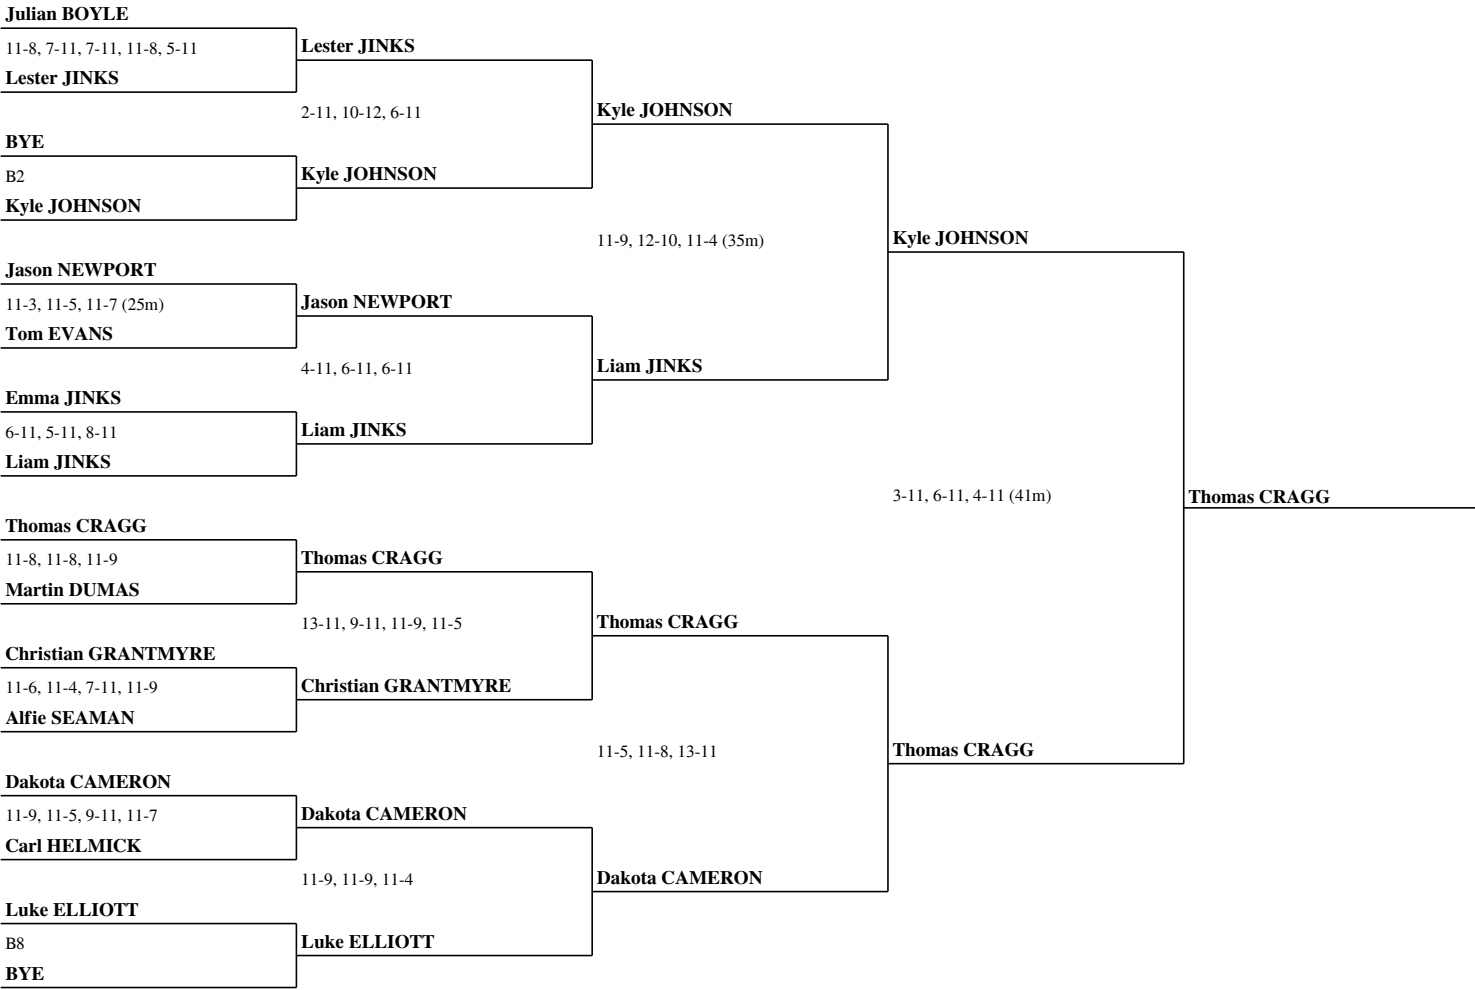 Julian BOYLE
11-8, 7-11, 7-11, 11-8, 5-11
Lester JINKS
BYE
B2
Kyle JOHNSON
Jason NEWPORT
11-3, 11-5, 11-7 (25m)
Tom EVANS
Emma JINKS
6-11, 5-11, 8-11
Liam JINKS
Thomas CRAGG
11-8, 11-8, 11-9
Martin DUMAS
Christian GRANTMYRE
11-6, 11-4, 7-11, 11-9
Alfie SEAMAN
Dakota CAMERON
11-9, 11-5, 9-11, 11-7
Carl HELMICK
Luke ELLIOTT
B8
BYE
Lester JINKS
2-11, 10-12, 6-11
Kyle JOHNSON
Jason NEWPORT
4-11, 6-11, 6-11
Liam JINKS
Thomas CRAGG
13-11, 9-11, 11-9, 11-5
Christian GRANTMYRE
Dakota CAMERON
11-9, 11-9, 11-4
Luke ELLIOTT
Kyle JOHNSON
11-9, 12-10, 11-4 (35m)
Liam JINKS
Thomas CRAGG
11-5, 11-8, 13-11
Dakota CAMERON
Kyle JOHNSON
3-11, 6-11, 4-11 (41m)
Thomas CRAGG
Thomas CRAGG